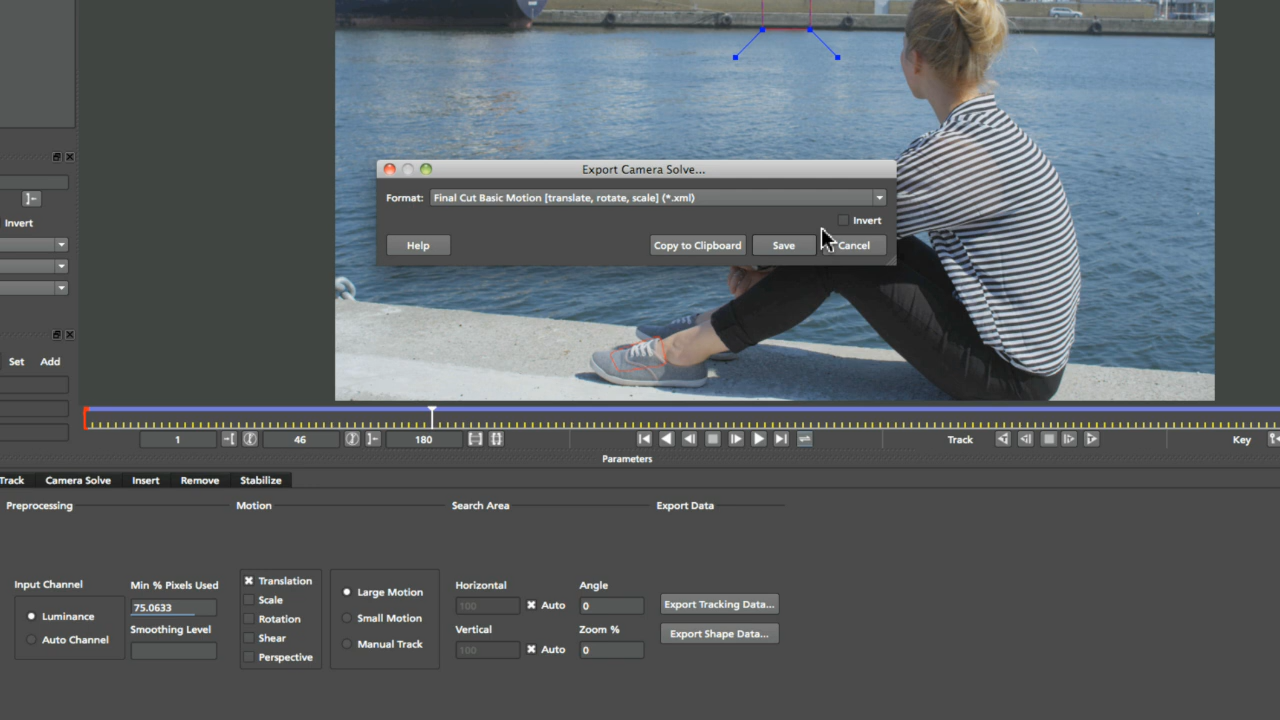 Export Camera Solve...
Format: Final Cut Basic Motion [translate, rotate, scale] (*.xml)
Invert
Help Copy to Clipboard Save Cancel
Invert
Set Add
1 46 180 Track Key
Parameters
Track Camera Solve Insert Remove Stabilize
Preprocessing Motion Search Area Export Data
Input Channel Min % Pixels Used
Luminance 75.0633
Auto Channel Smoothing Level
Translation
Scale
Rotation
Shear
Perspective
Large Motion
Small Motion
Manual Track
Horizontal Angle
100 Auto 0
Vertical Zoom %
100 Auto 0
Export Tracking Data...
Export Shape Data...